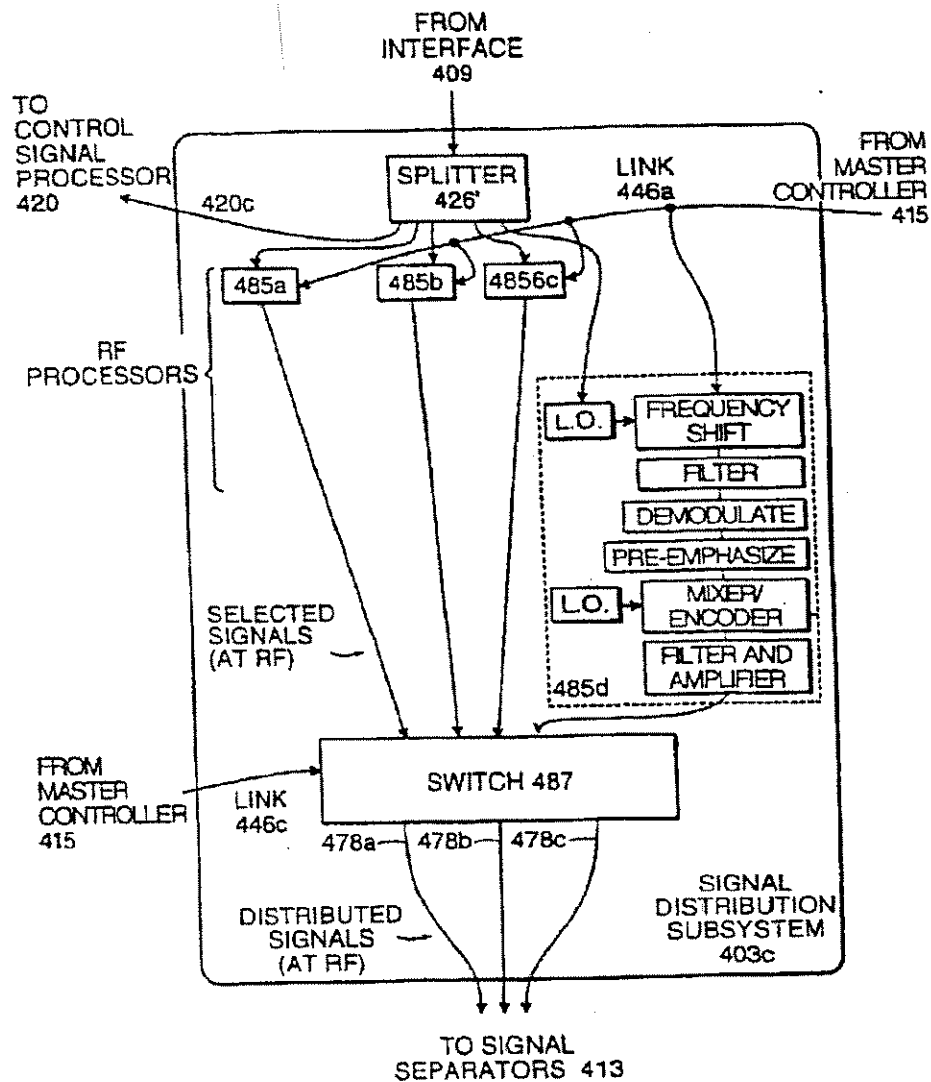 FROM
INTERFACE
409
TO
CONTROL
SIGNAL
PROCESSOR
420
420c
SPLITTER
426'
LINK
446a
FROM
MASTER
CONTROLLER
415
485a
485b
4856c
RF
PROCESSORS
L.O.
FREQUENCY
SHIFT
FILTER
DEMODULATE
PRE-EMPHASIZE
L.O.
MIXER/
ENCODER
FILTER AND
AMPLIFIER
485d
SELECTED
SIGNALS
(AT RF)
FROM
MASTER
CONTROLLER
415
LINK
446c
SWITCH 487
478a
478b
478c
DISTRIBUTED
SIGNALS
(AT RF)
SIGNAL
DISTRIBUTION
SUBSYSTEM
403c
TO SIGNAL
SEPARATORS 413